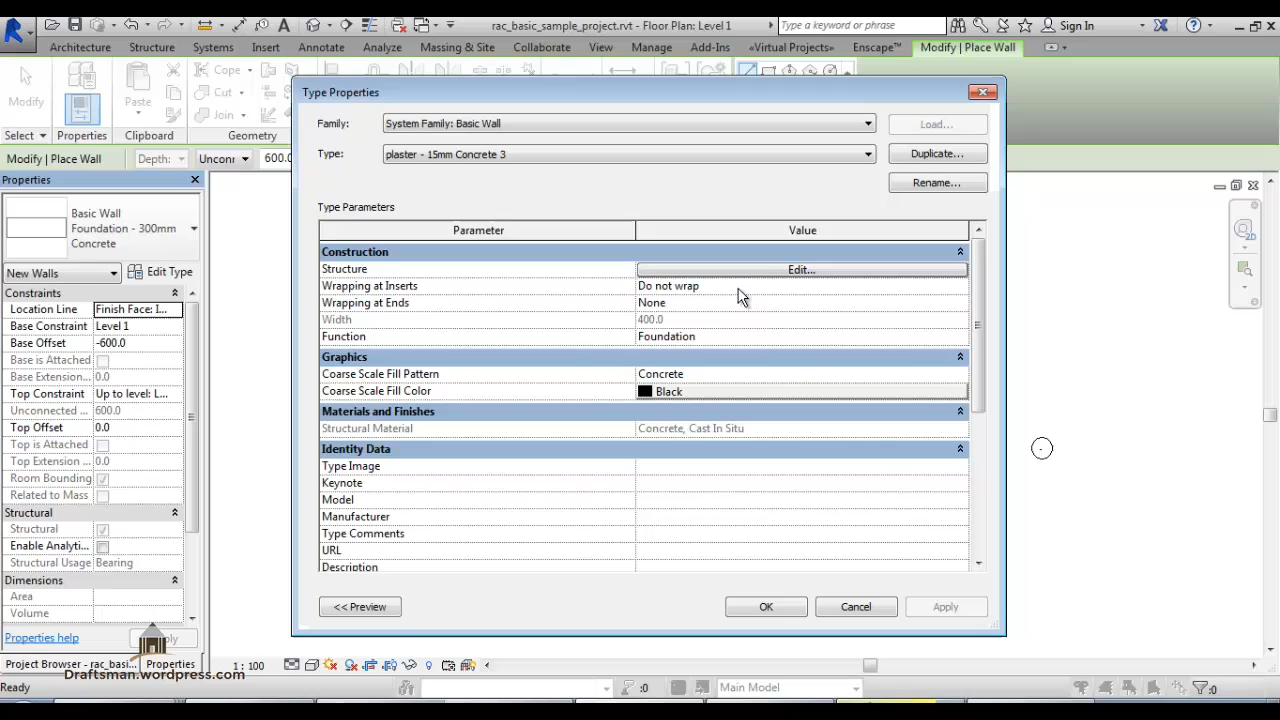 rac_basic_sample_project.rvt - Floor Plan: Level 1
Type a keyword or phrase
Sign In
Architecture Structure Systems Insert Annotate Analyze Massing & Site Collaborate View Manage Add-Ins «Virtual Projects» Enscape™ Modify | Place Wall
Cope
Cut
Join
Modify
Paste
Select Properties Clipboard Geometry
Modify | Place Wall Depth: Unconi 600.0
Properties
Basic Wall
Foundation - 300mm
Concrete
New Walls Edit Type
Constraints
Location Line Finish Face: I...
Base Constraint Level 1
Base Offset -600.0
Base is Attached
Base Extension... 0.0
Top Constraint Up to level: L...
Unconnected ... 600.0
Top Offset 0.0
Top is Attached
Top Extension ... 0.0
Room Bounding
Related to Mass
Structural
Structural
Enable Analyti...
Structural Usage Bearing
Dimensions
Area
Volume
Properties help
Project Browser - rac_basi... Properties
Draftsman.wordpress.com
Ready
Type Properties
Family: System Family: Basic Wall Load...
Type: plaster - 15mm Concrete 3 Duplicate...
Rename...
Type Parameters
Parameter Value
Construction
Structure Edit...
Wrapping at Inserts Do not wrap
Wrapping at Ends None
Width 400.0
Function Foundation
Graphics
Coarse Scale Fill Pattern Concrete
Coarse Scale Fill Color Black
Materials and Finishes
Structural Material Concrete, Cast In Situ
Identity Data
Type Image
Keynote
Model
Manufacturer
Type Comments
URL
Description
<< Preview OK Cancel Apply
2D
1 : 100
:0 Main Model :0